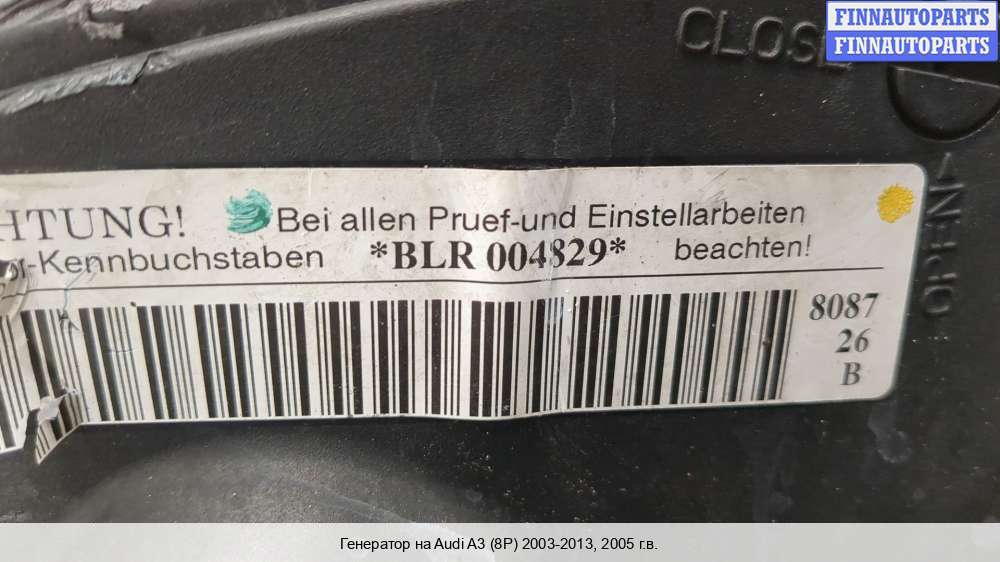 FINNAUTOPARTS
FINNAUTOPARTS
CLOSE
OPEN
HTUNG! Bei allen Pruef-und Einstellarbeiten
-Kennbuchstaben *BLR 004829* beachten!
8087
26
B
Генератор на Audi A3 (8P) 2003-2013, 2005 г.в.